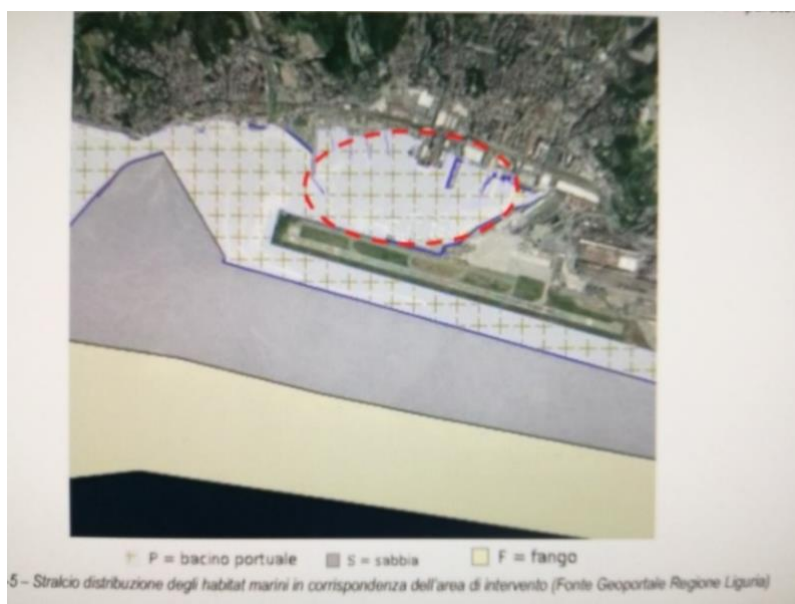 P = bacino portuale S = sabbia F = fango
5 – Stralcio distribuzione degli habitat marini in corrispondenza dell'area di intervento (Fonte Geoportale Regione Liguria)